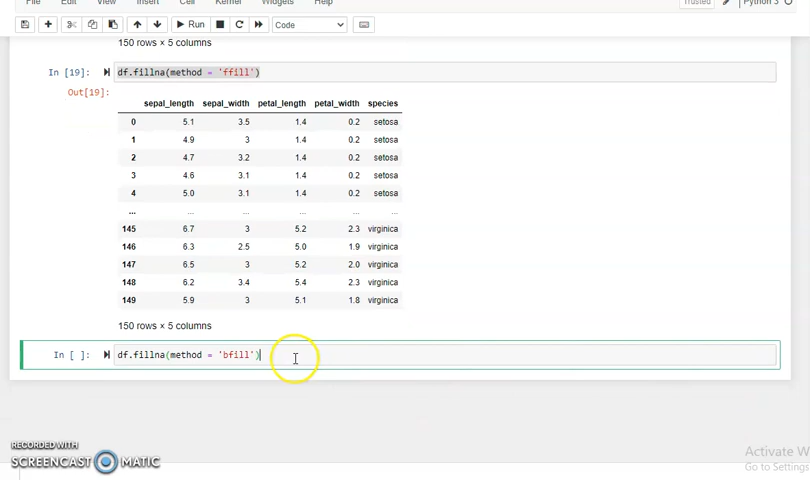 File Edit View Insert Cell Kernel Widgets Help
Trusted Python 3
Run Code
150 rows × 5 columns
In [19]: df.fillna(method = 'ffill')
Out[19]:
sepal_length sepal_width petal_length petal_width species
0 5.1 3.5 1.4 0.2 setosa
1 4.9 3 1.4 0.2 setosa
2 4.7 3.2 1.4 0.2 setosa
3 4.6 3.1 1.4 0.2 setosa
4 5.0 3.1 1.4 0.2 setosa
... ... ... ... ... ...
145 6.7 3 5.2 2.3 virginica
146 6.3 2.5 5.0 1.9 virginica
147 6.5 3 5.2 2.0 virginica
148 6.2 3.4 5.4 2.3 virginica
149 5.9 3 5.1 1.8 virginica
150 rows × 5 columns
In [ ]: df.fillna(method = 'bfill')
RECORDED WITH
SCREENCAST MATIC
Activate W
Go to Settings